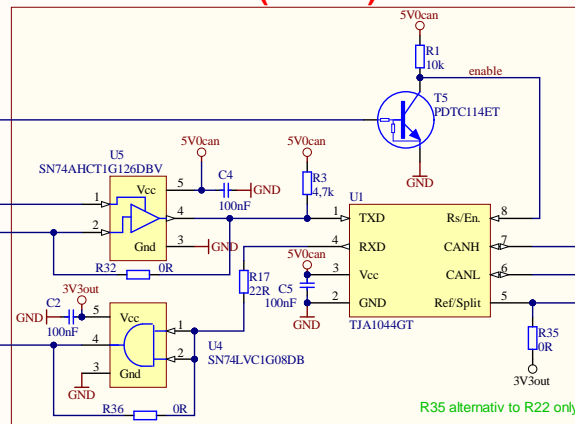 5V0can
R1
10k
enable
T5
PDTC114ET
GND
U5
SN74AHCT1G126DBV
5V0can
5V0can
Vcc
5
C4
100nF
GND
R3
4,7k
U1
1
2
4
Gnd
3
GND
1
TXD
Rs/En.
8
4
RXD
CANH
7
5V0can
3
Vcc
CANL
6
C5
100nF
2
GND
Ref/Split
5
GND
TJA1044GT
R32
0R
R17
22R
3V3out
C2
GND
100nF
5
Vcc
4
1
2
U4
SN74LVC1G08DB
3
Gnd
GND
R35
0R
3V3out
R36
0R
R35 alternativ to R22 only